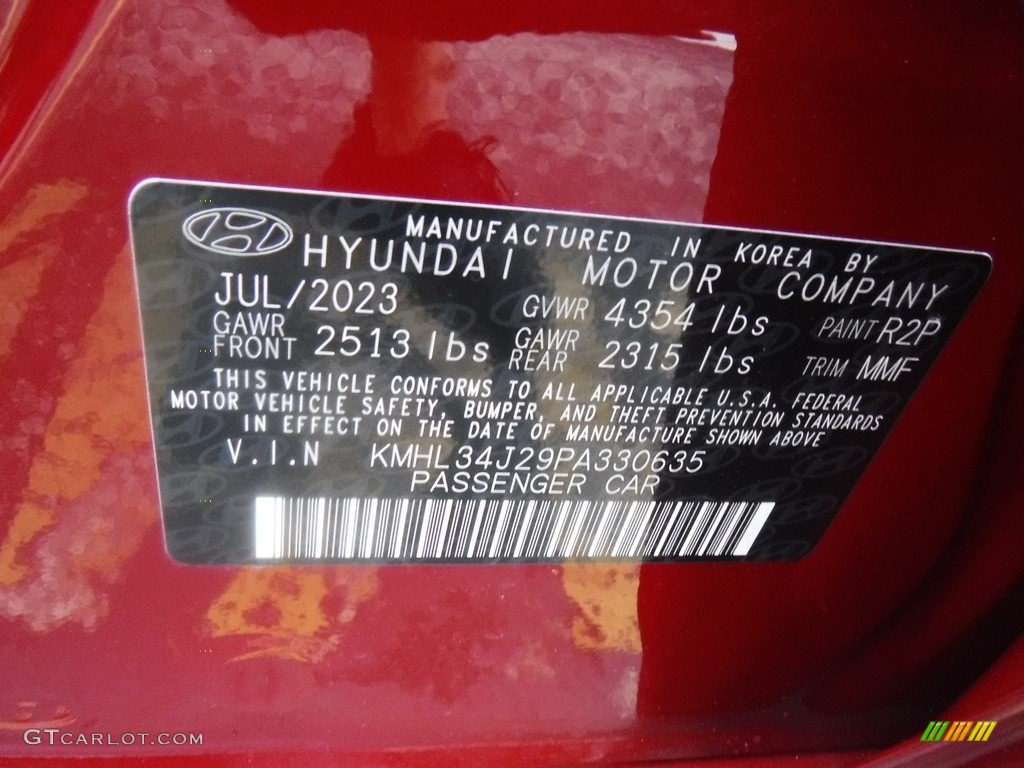 MANUFACTURED IN KOREA BY
HYUNDAI MOTOR COMPANY
JUL/2023 GVWR 4354 lbs PAINT R2P
GAWR FRONT 2513 lbs GAWR REAR 2315 lbs TRIM MMF
THIS VEHICLE CONFORMS TO ALL APPLICABLE U.S.A. FEDERAL
MOTOR VEHICLE SAFETY, BUMPER, AND THEFT PREVENTION STANDARDS
IN EFFECT ON THE DATE OF MANUFACTURE SHOWN ABOVE
V.I.N KMHL34J29PA330635
PASSENGER CAR
GTCARLOT.COM